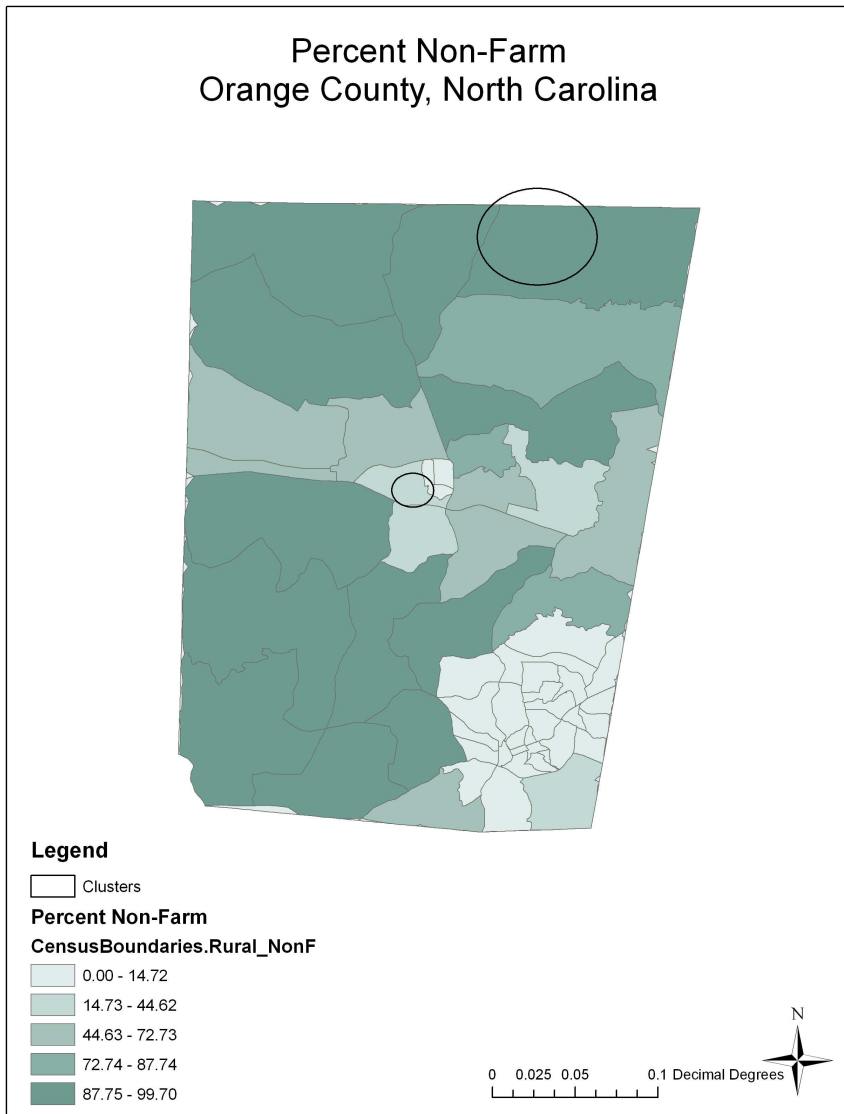 Percent Non-Farm
Orange County, North Carolina
Legend
Clusters
Percent Non-Farm
CensusBoundaries.Rural_NonF
0.00 - 14.72
14.73 - 44.62
44.63 - 72.73
72.74 - 87.74
87.75 - 99.70
N
0 0.025 0.05 0.1 Decimal Degrees